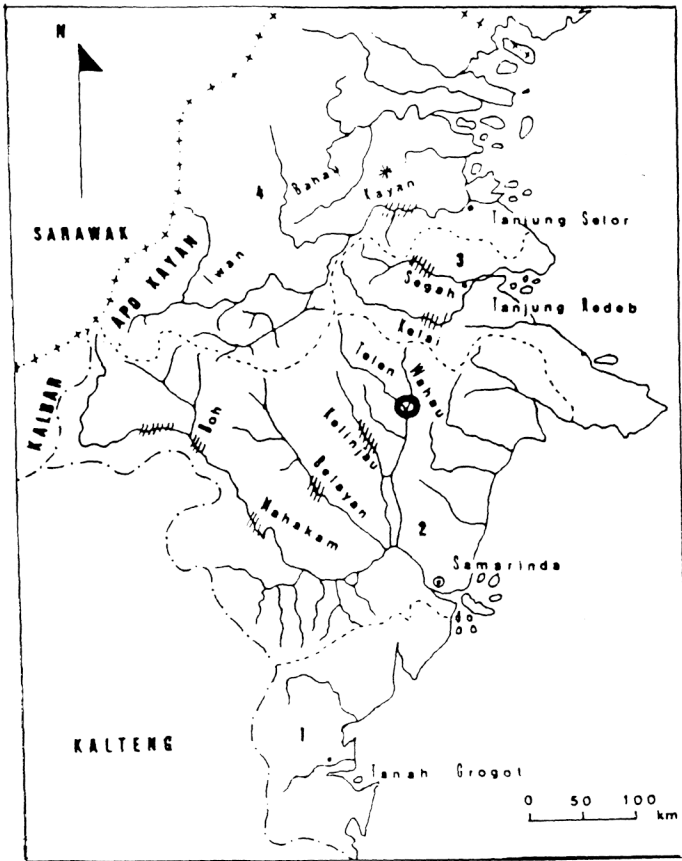 N
4
Bahau
Kayan
Tanjung Selor
SARAWAK
APO KAYAN
Iwan
3
Segah
Tanjung Redeb
Kelai
Telen
Wahau
KALBAR
Boh
Kelinjau
Belayan
Mahakam
2
Samarinda
1
KALTENG
Tanah Grogot
0 50 100
km